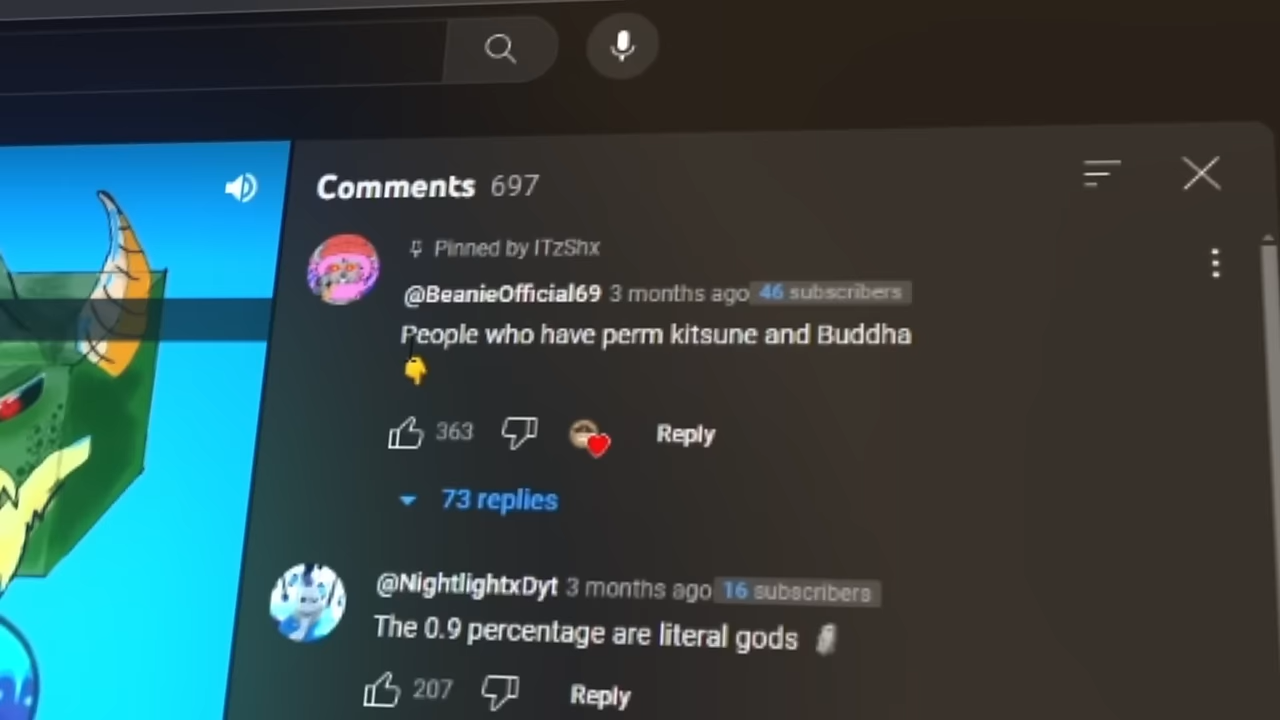 Comments 697
Pinned by ITzShx
@BeanieOfficial69 3 months ago 46 subscribers
People who have perm kitsune and Buddha
👇
363 Reply
73 replies
@NightlightxDyt 3 months ago 16 subscribers
The 0.9 percentage are literal gods 🗿
207 Reply